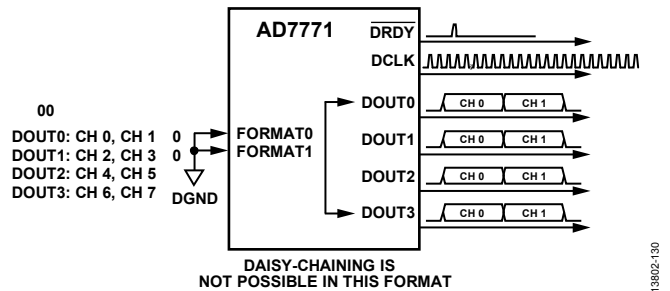 AD7771
DRDY
DCLK
00
DOUT0: CH 0, CH 1 0
DOUT1: CH 2, CH 3 0
DOUT2: CH 4, CH 5
DOUT3: CH 6, CH 7
DGND
FORMAT0
FORMAT1
DOUT0
CH 0 CH 1
DOUT1
CH 0 CH 1
DOUT2
CH 0 CH 1
DOUT3
CH 0 CH 1
DAISY-CHAINING IS
NOT POSSIBLE IN THIS FORMAT
13802-130